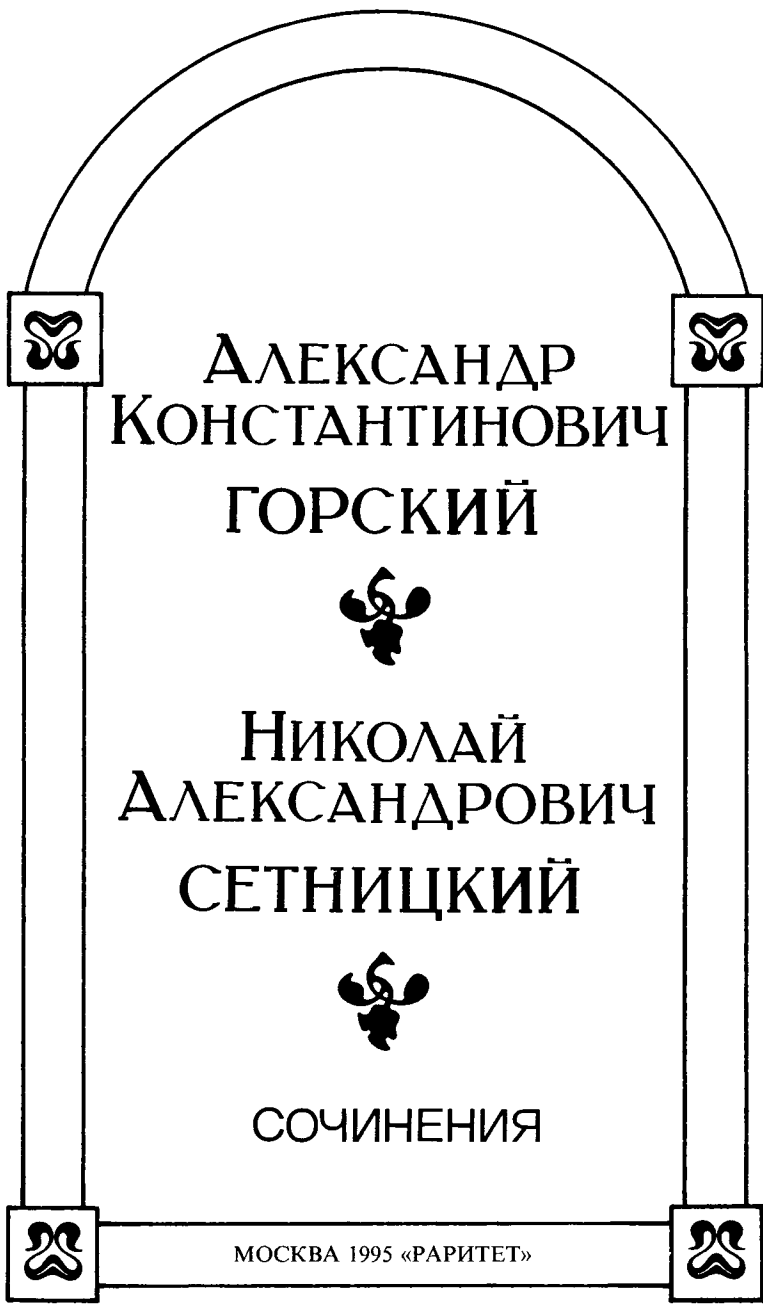 Александр
Константинович
ГОРСКИЙ
Николай
Александрович
СЕТНИЦКИЙ
СОЧИНЕНИЯ
МОСКВА 1995 «РАРИТЕТ»